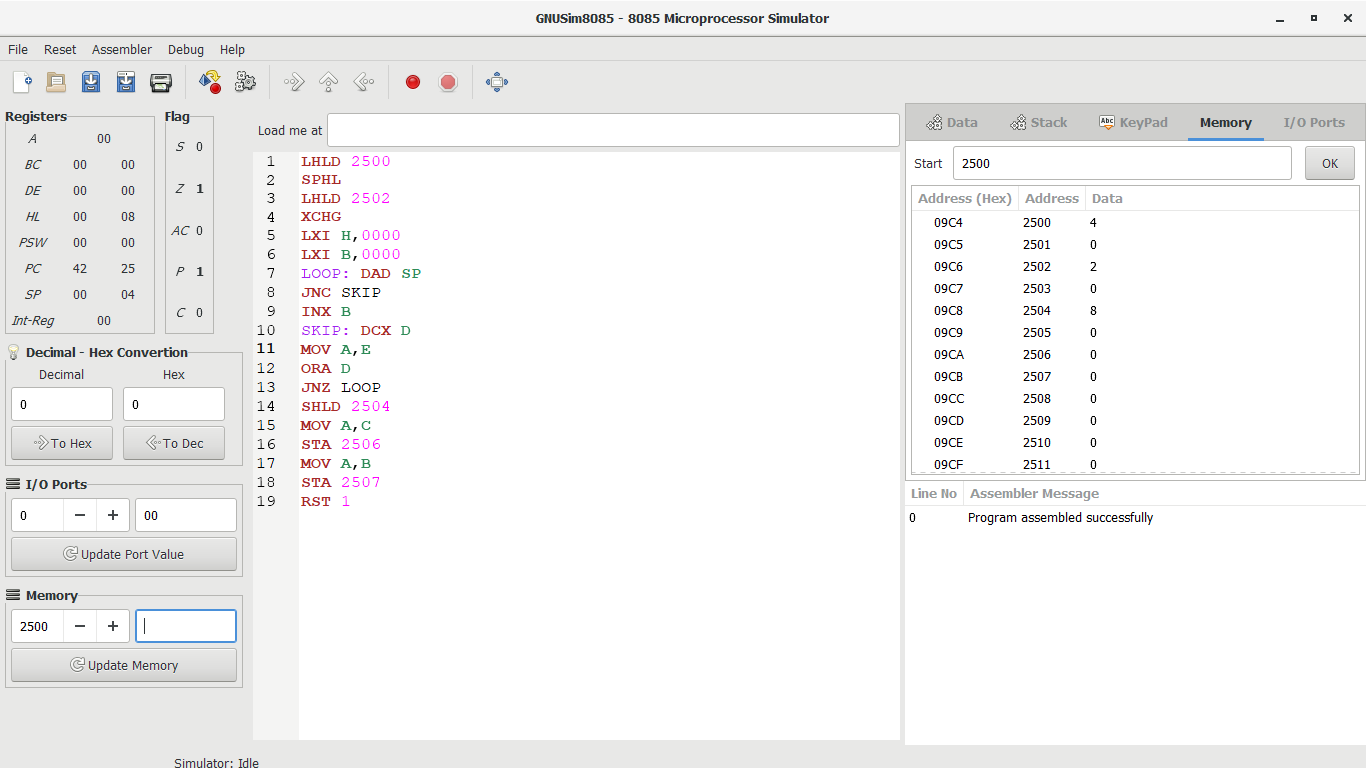 GNUSim8085 - 8085 Microprocessor Simulator
File Reset Assembler Debug Help
Registers
A 00
BC 00 00
DE 00 00
HL 00 08
PSW 00 00
PC 42 25
SP 00 04
Int-Reg 00
Flag
S 0
Z 1
AC 0
P 1
C 0
Decimal - Hex Convertion
Decimal Hex
0 0
To Hex To Dec
I/O Ports
0 − + 00
Update Port Value
Memory
2500 − +
Update Memory
Load me at
1 LHLD 2500
2 SPHL
3 LHLD 2502
4 XCHG
5 LXI H,0000
6 LXI B,0000
7 LOOP: DAD SP
8 JNC SKIP
9 INX B
10 SKIP: DCX D
11 MOV A,E
12 ORA D
13 JNZ LOOP
14 SHLD 2504
15 MOV A,C
16 STA 2506
17 MOV A,B
18 STA 2507
19 RST 1
Data Stack Abc KeyPad Memory I/O Ports
Start 2500 OK
Address (Hex) Address Data
09C4 2500 4
09C5 2501 0
09C6 2502 2
09C7 2503 0
09C8 2504 8
09C9 2505 0
09CA 2506 0
09CB 2507 0
09CC 2508 0
09CD 2509 0
09CE 2510 0
09CF 2511 0
Line No Assembler Message
0 Program assembled successfully
Simulator: Idle